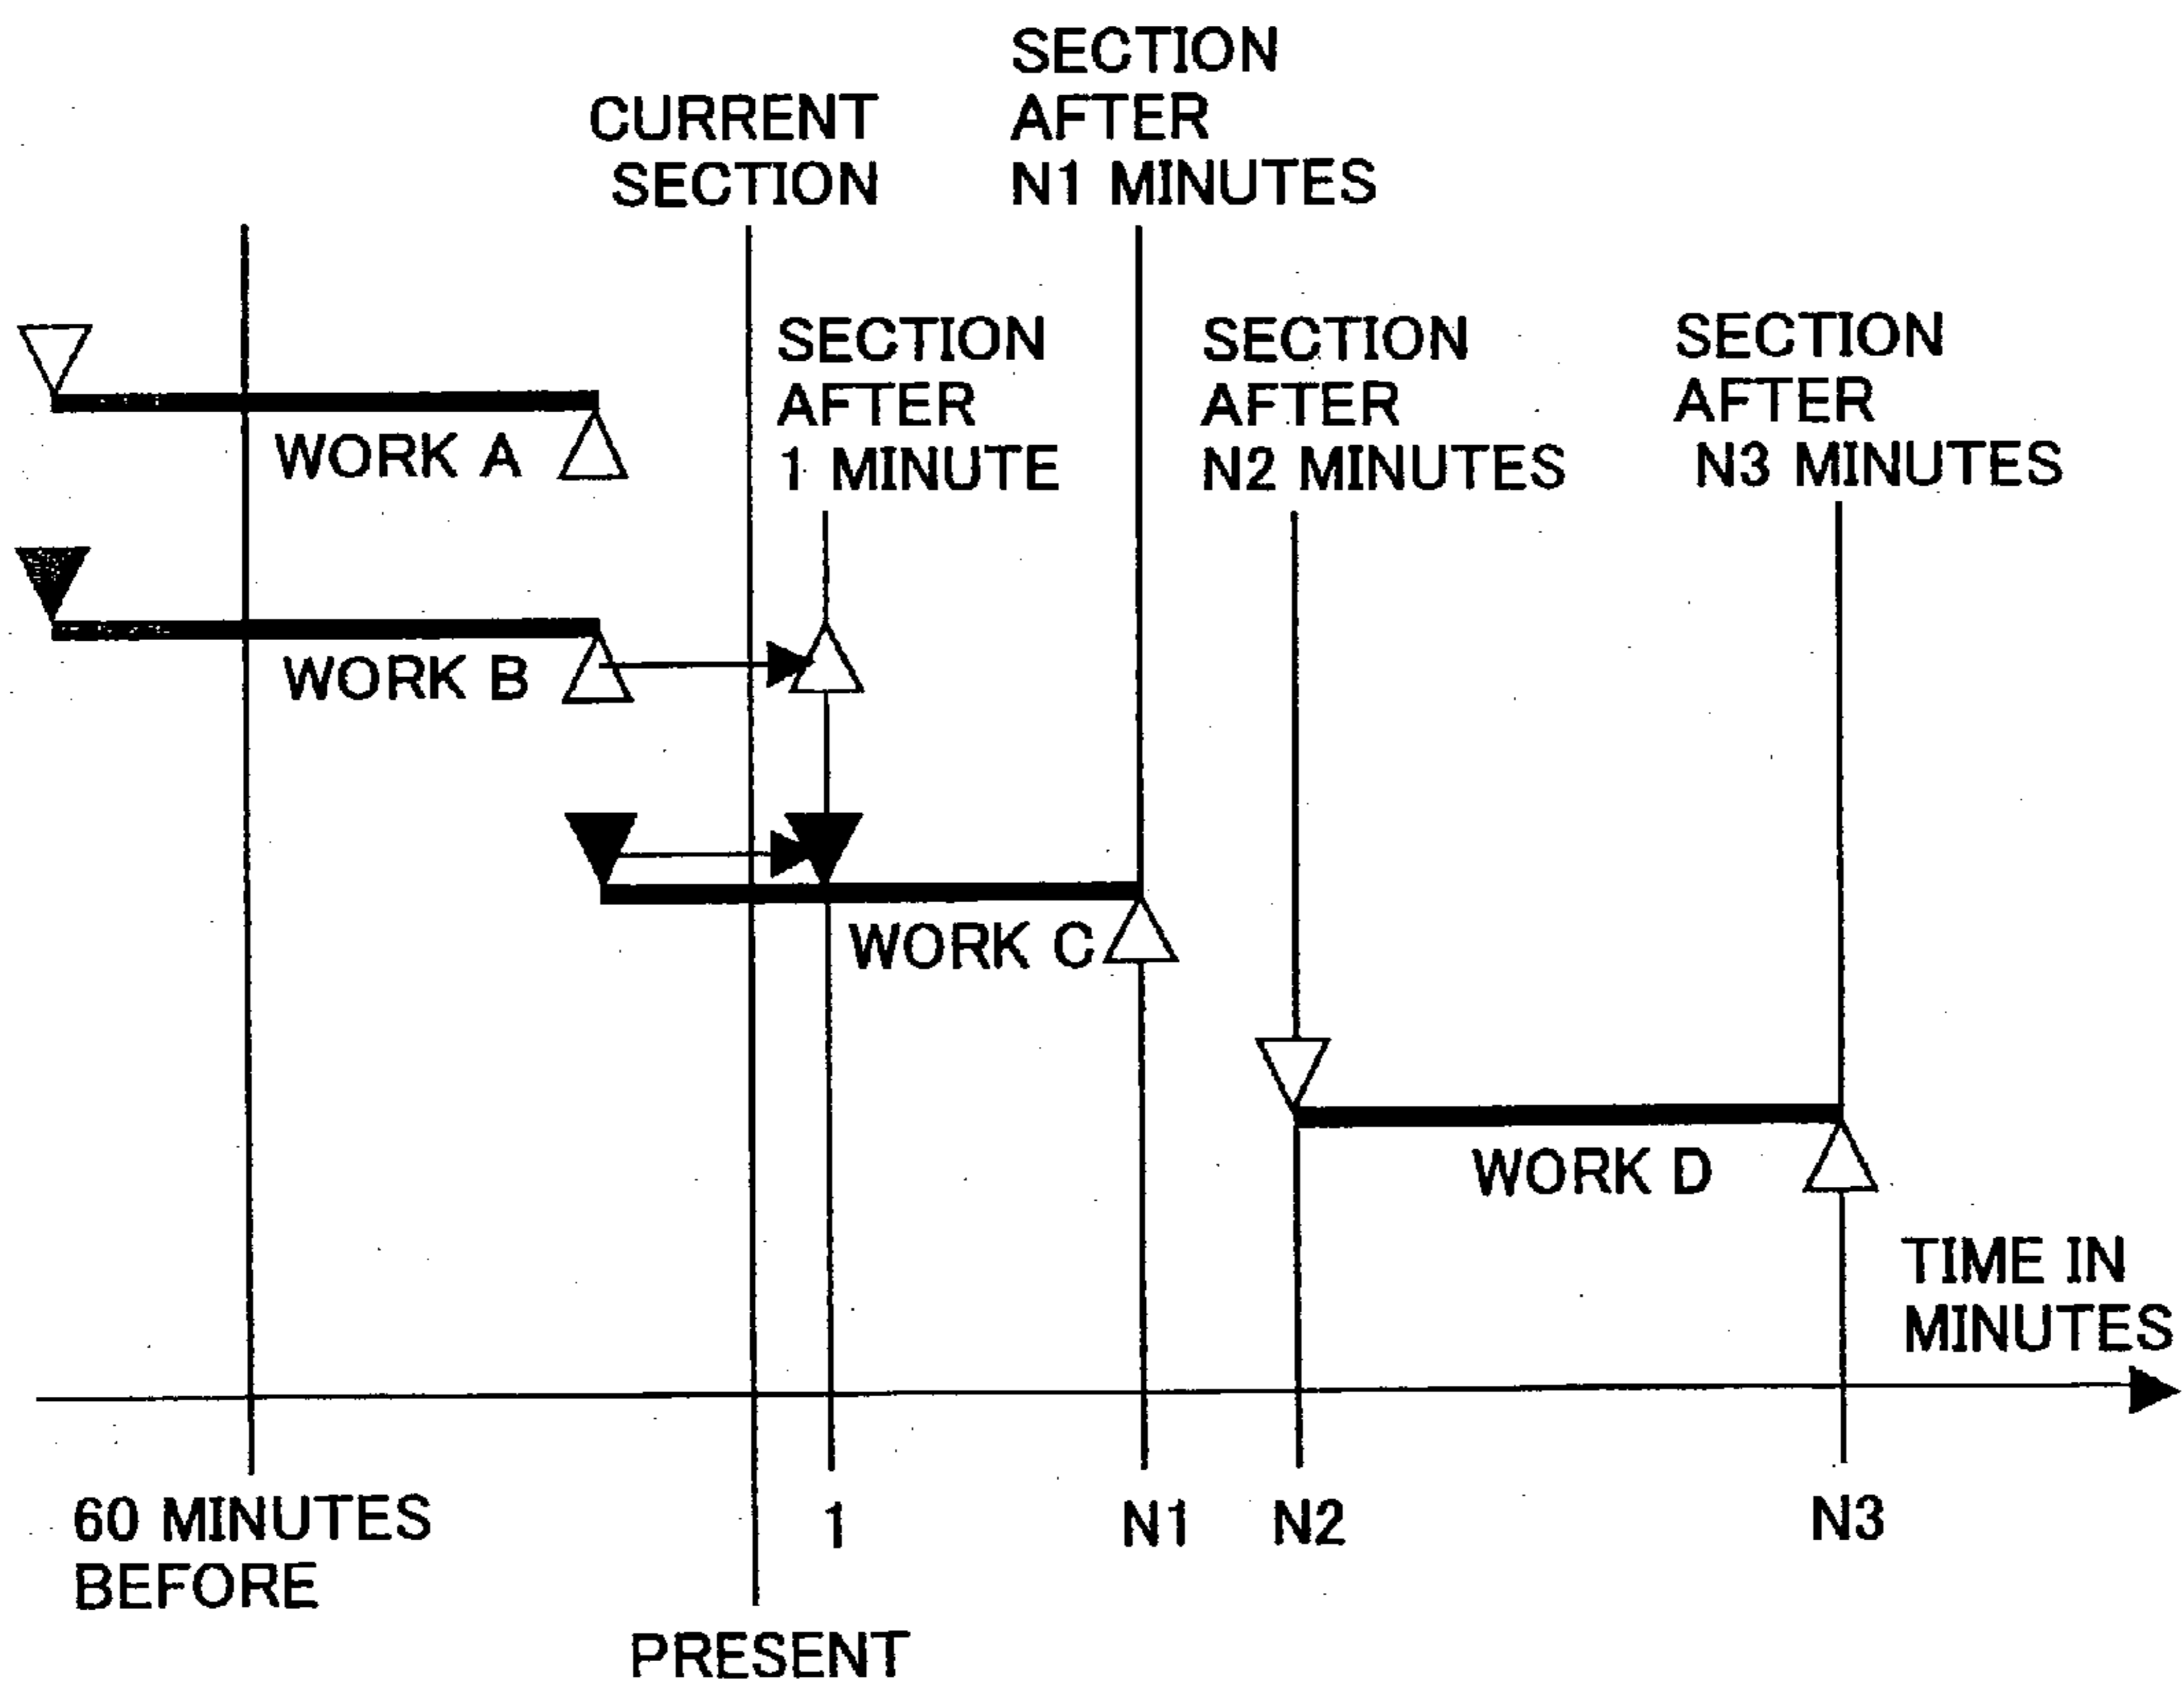 SECTION
AFTER
N1 MINUTES
CURRENT
SECTION
SECTION
AFTER
1 MINUTE
SECTION
AFTER
N2 MINUTES
SECTION
AFTER
N3 MINUTES
WORK A
WORK B
WORK C
WORK D
TIME IN
MINUTES
60 MINUTES
BEFORE
PRESENT
1
N1
N2
N3